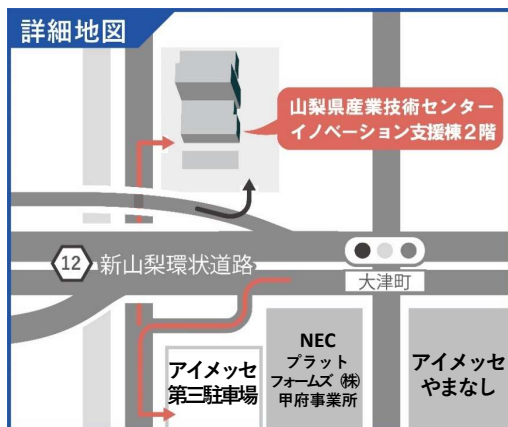 詳細地図
山梨県産業技術センター
イノベーション支援棟2階
12
新山梨環状道路
大津町
アイメッセ
第三駐車場
NEC
プラット
フォームズ ㈱
甲府事業所
アイメッセ
やまなし